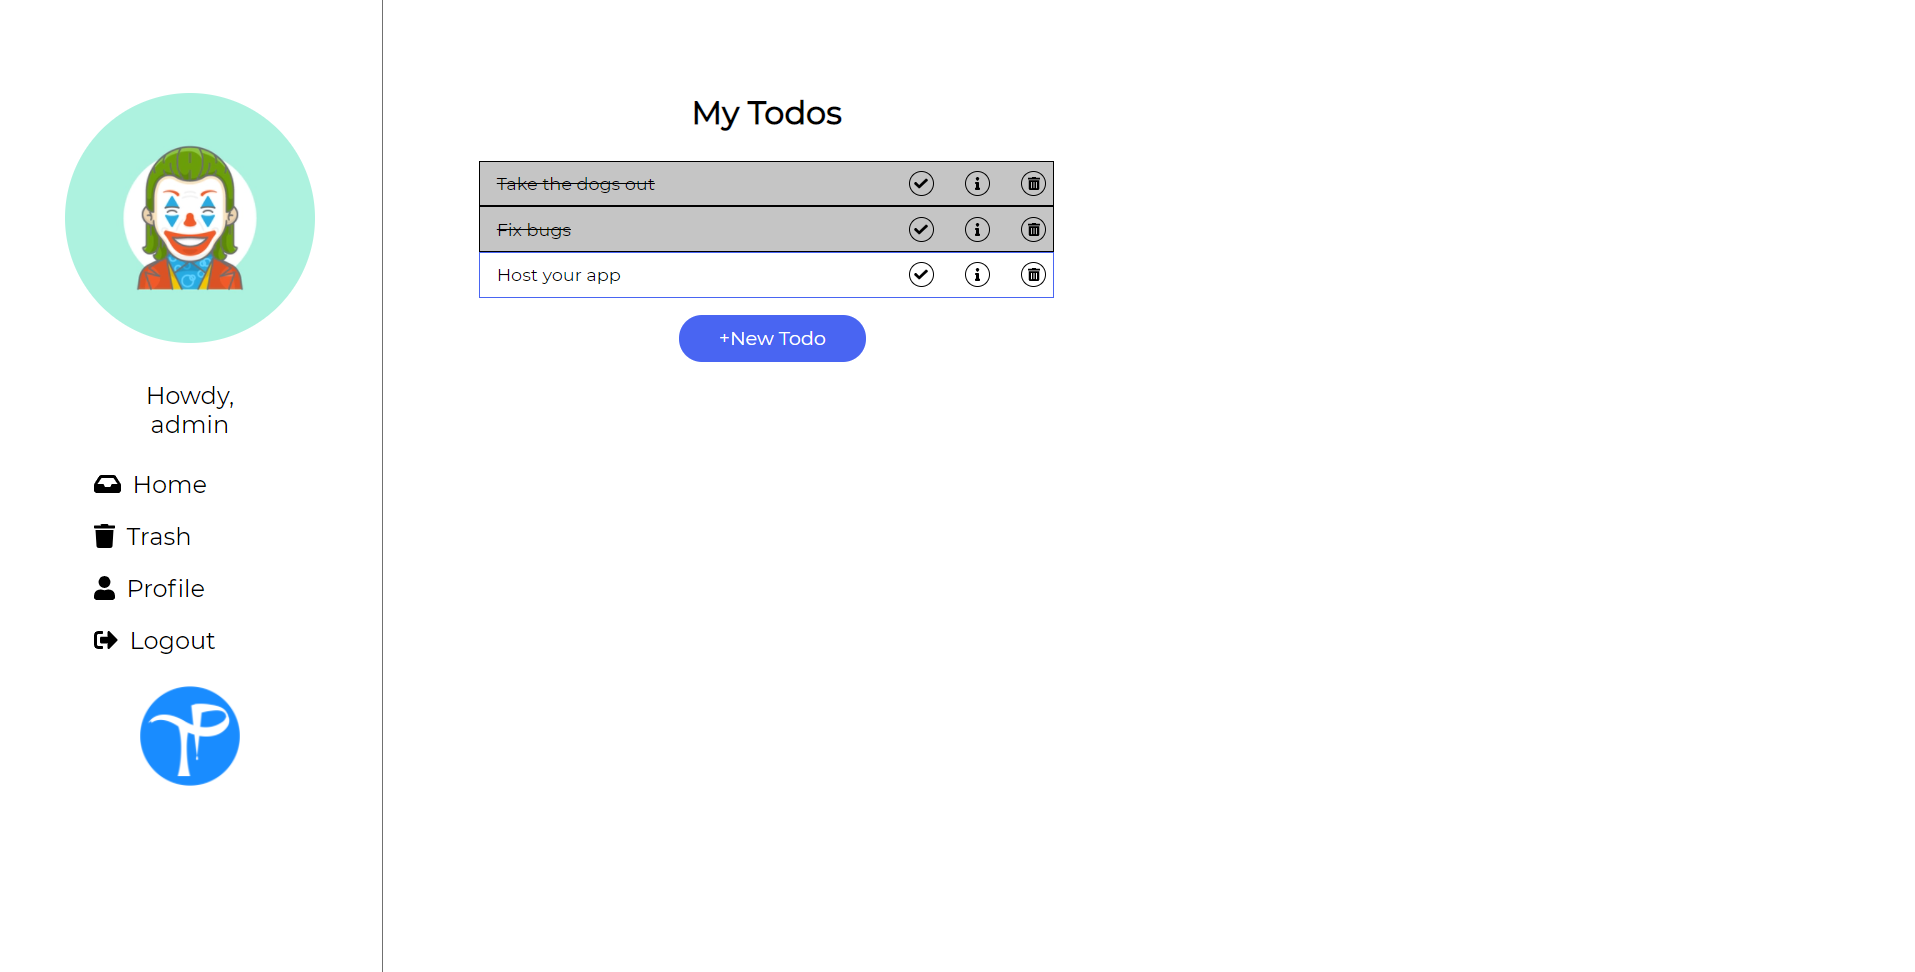 Howdy,
admin
Home
Trash
Profile
Logout
TP
My Todos
Take the dogs out
Fix bugs
Host your app
+New Todo